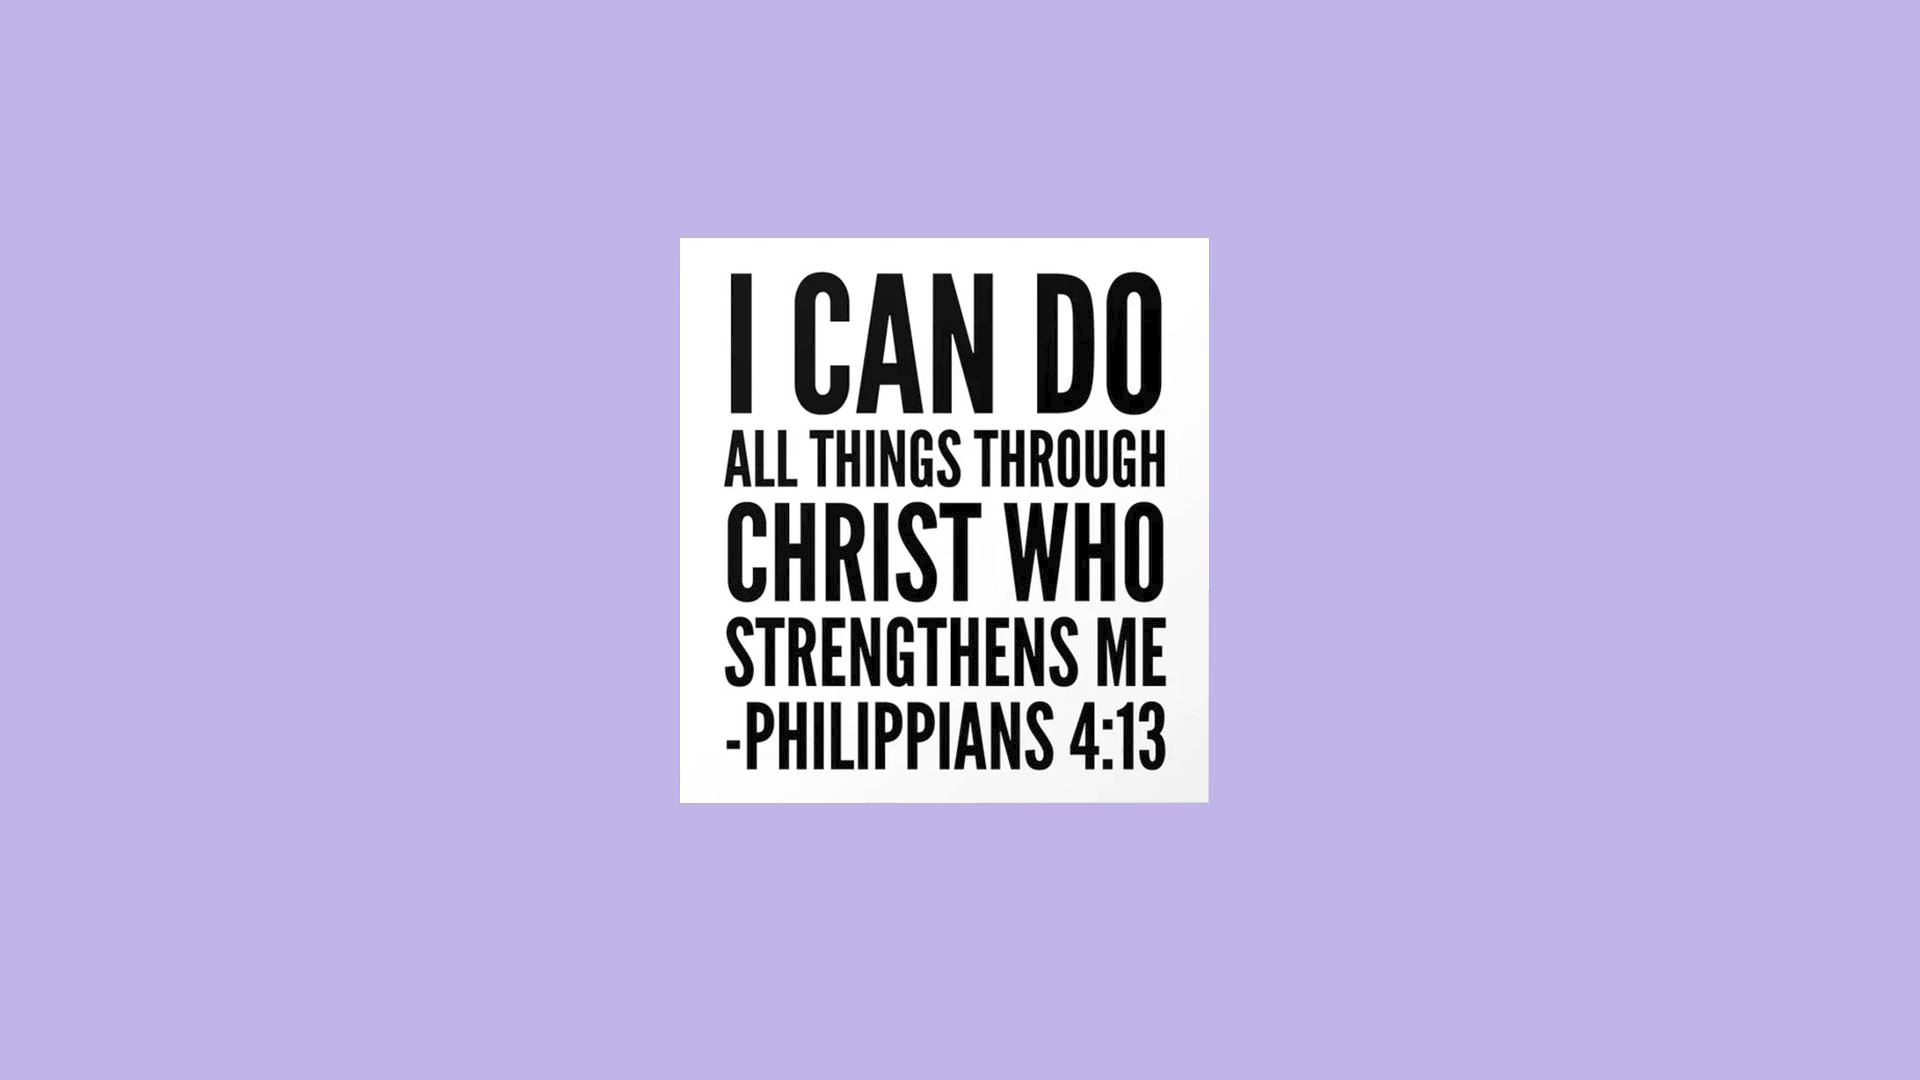 I CAN DO
ALL THINGS THROUGH
CHRIST WHO
STRENGTHENS ME
-PHILIPPIANS 4:13